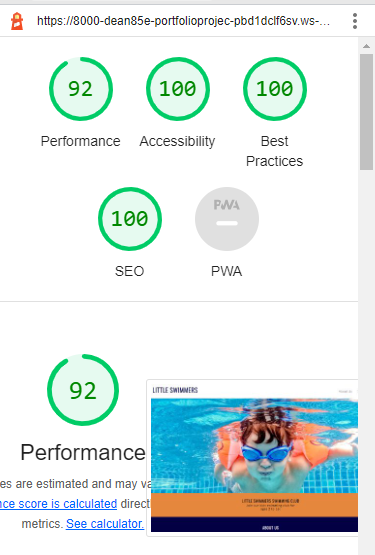 https://8000-dean85e-portfolioprojec-pbd1dclf6sv.ws-...
92
100
100
Performance
Accessibility
Best
Practices
100
PWA
SEO
PWA
92
LITTLE SWIMMERS
Performance
es are estimated and may va
nce score is calculated direct
LITTLE SWIMMERS SWIMMING CLUB
metrics. See calculator.
ABOUT US